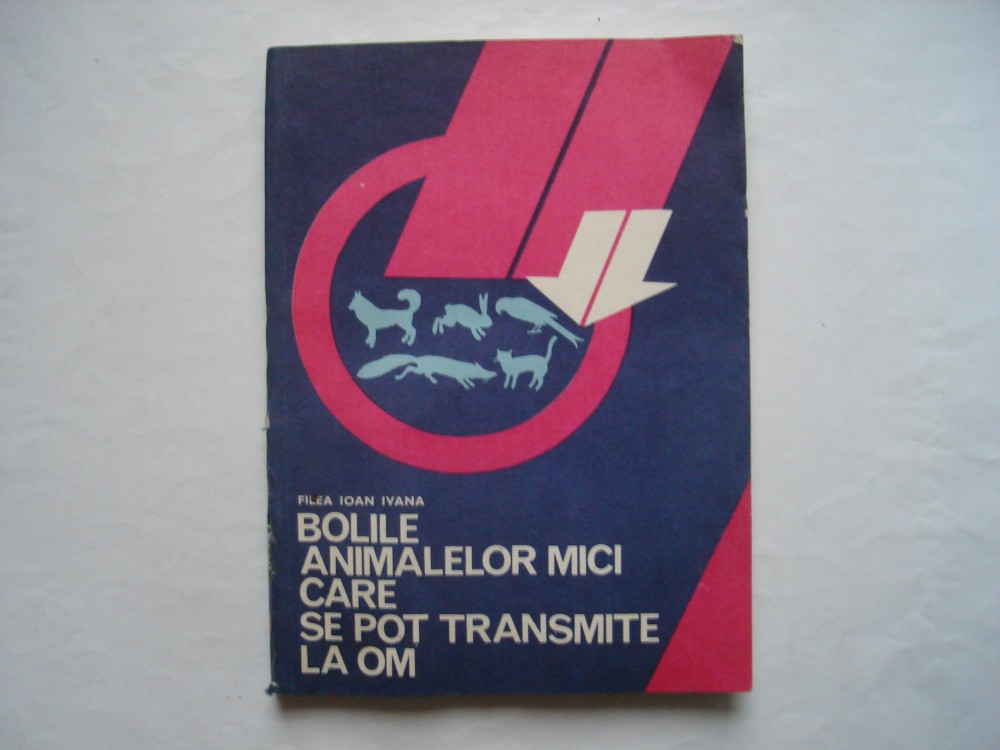 FILEA IOAN IVANA
BOLILE
ANIMALELOR MICI
CARE
SE POT TRANSMITE
LA OM